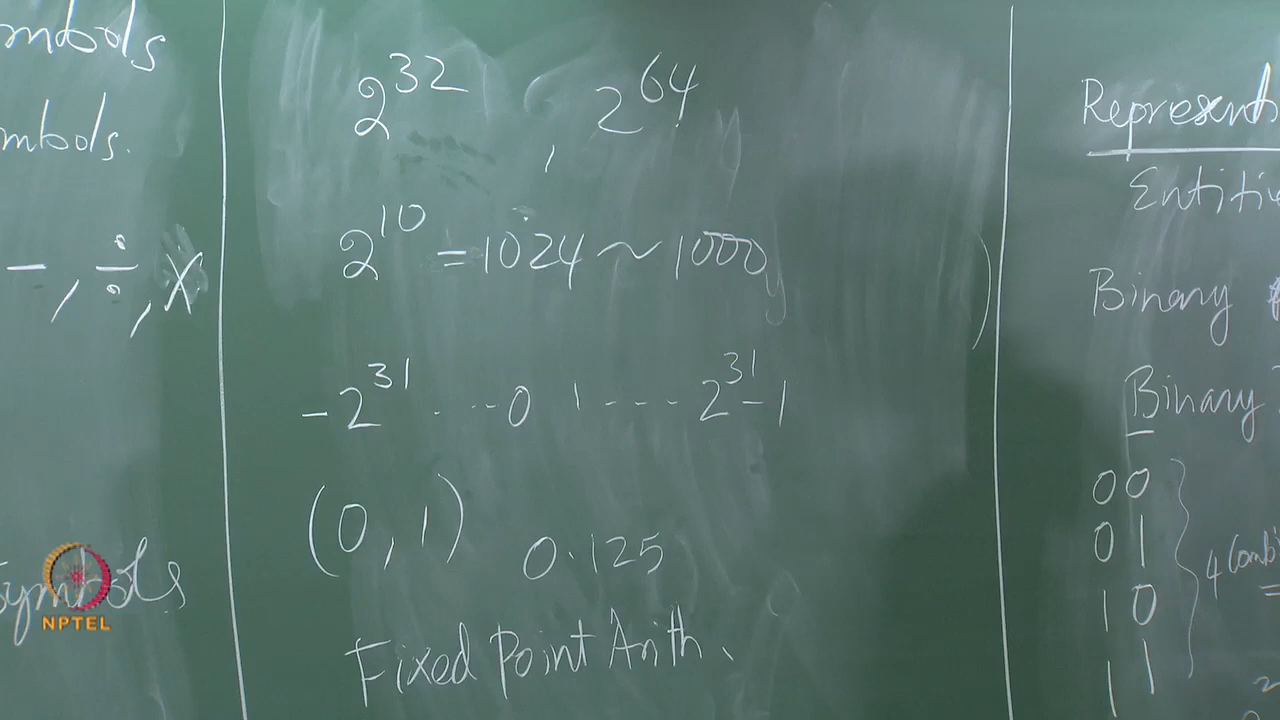 mbols
mbols.
− , ÷ , X
symbols
NPTEL
2^32 , 2^64
2^10 = 1024 ~ 1000
-2^31 ... 0 1 ---- 2^31-1
(0, 1) 0.125
Fixed Point Arith.
Represent
Entitie
Binary
Binary
00
01
10
11
4 Comb